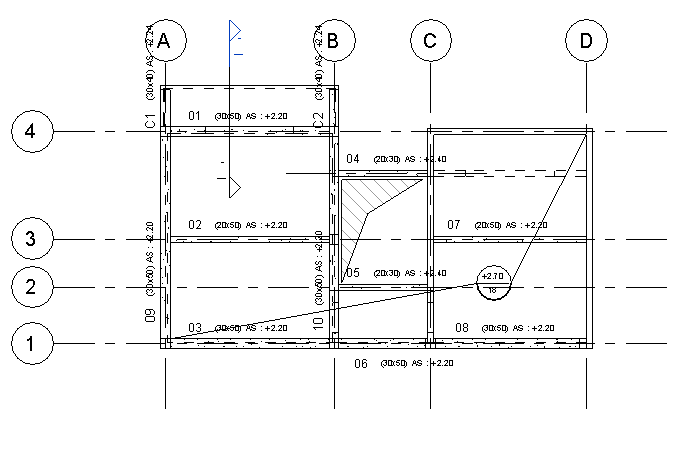 A
B
C
D
C1 (30x40) AS : +2.24
C2 (30x40) AS : +2.24
01 (30x50) AS : +2.20
4
04 (20x30) AS : +2.40
02 (20x50) AS : +2.20
07 (20x50) AS : +2.20
3
05 (20x30) AS : +2.40
+2.70
18
2
09 (30x50) AS : +2.20
10 (30x50) AS : +2.20
03 (30x50) AS : +2.20
08 (30x50) AS : +2.20
1
06 (30x50) AS : +2.20